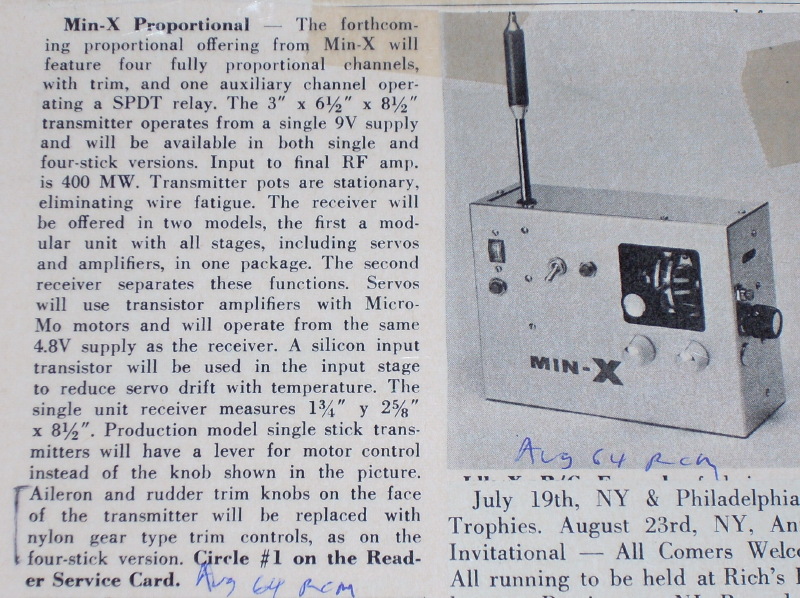 Min-X Proportional — The forthcom-
ing proportional offering from Min-X will
feature four fully proportional channels,
with trim, and one auxiliary channel oper-
ating a SPDT relay. The 3″ x 6½″ x 8½″
transmitter operates from a single 9V supply
and will be available in both single and
four-stick versions. Input to final RF amp.
is 400 MW. Transmitter pots are stationary,
eliminating wire fatigue. The receiver will
be offered in two models, the first a mod-
ular unit with all stages, including servos
and amplifiers, in one package. The second
receiver separates these functions. Servos
will use transistor amplifiers with Micro-
Mo motors and will operate from the same
4.8V supply as the receiver. A silicon input
transistor will be used in the input stage
to reduce servo drift with temperature. The
single unit receiver measures 1¾″ y 2⅝″
x 8½″. Production model single stick trans-
mitters will have a lever for motor control
instead of the knob shown in the picture.
Aileron and rudder trim knobs on the face
of the transmitter will be replaced with
nylon gear type trim controls, as on the
four-stick version. Circle #1 on the Read-
er Service Card.
Aug 64 RCM
MIN-X
Aug 64 RCM
July 19th, NY & Philadelphia
Trophies. August 23rd, NY, An
Invitational — All Comers Welc
All running to be held at Rich's